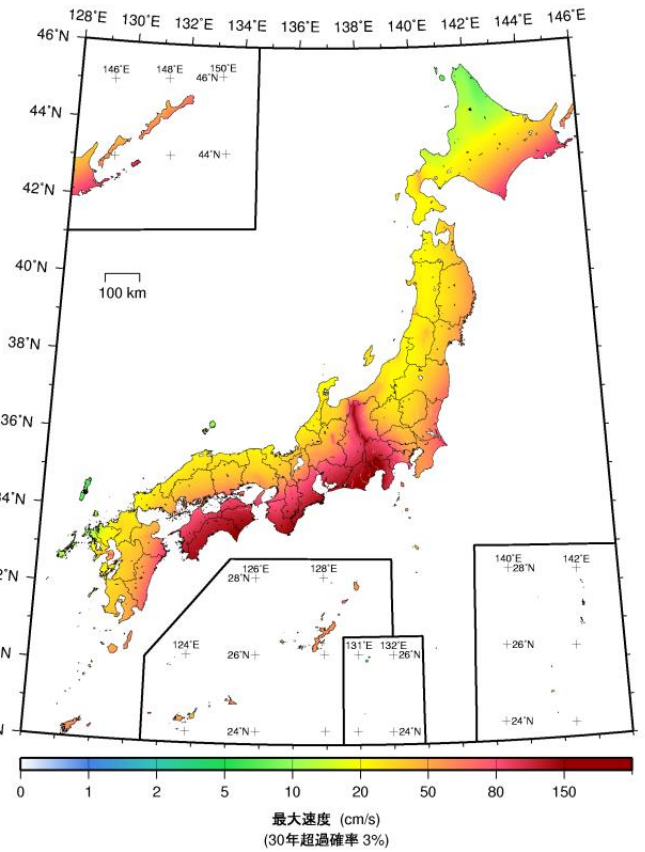 128°E 130°E 132°E 134°E 136°E 138°E 140°E 142°E 144°E 146°E
46°N
146°E 148°E 150°E
46°N
44°N
44°N
42°N
40°N
100 km
38°N
36°N
34°N
2°N
126°E 128°E
28°N
140°E 142°E
28°N
N
124°E
26°N
131°E 132°E
26°N
26°N
24°N
24°N
24°N
N
0 1 2 5 10 20 50 80 150
最大速度 (cm/s)
(30年超過確率 3%)